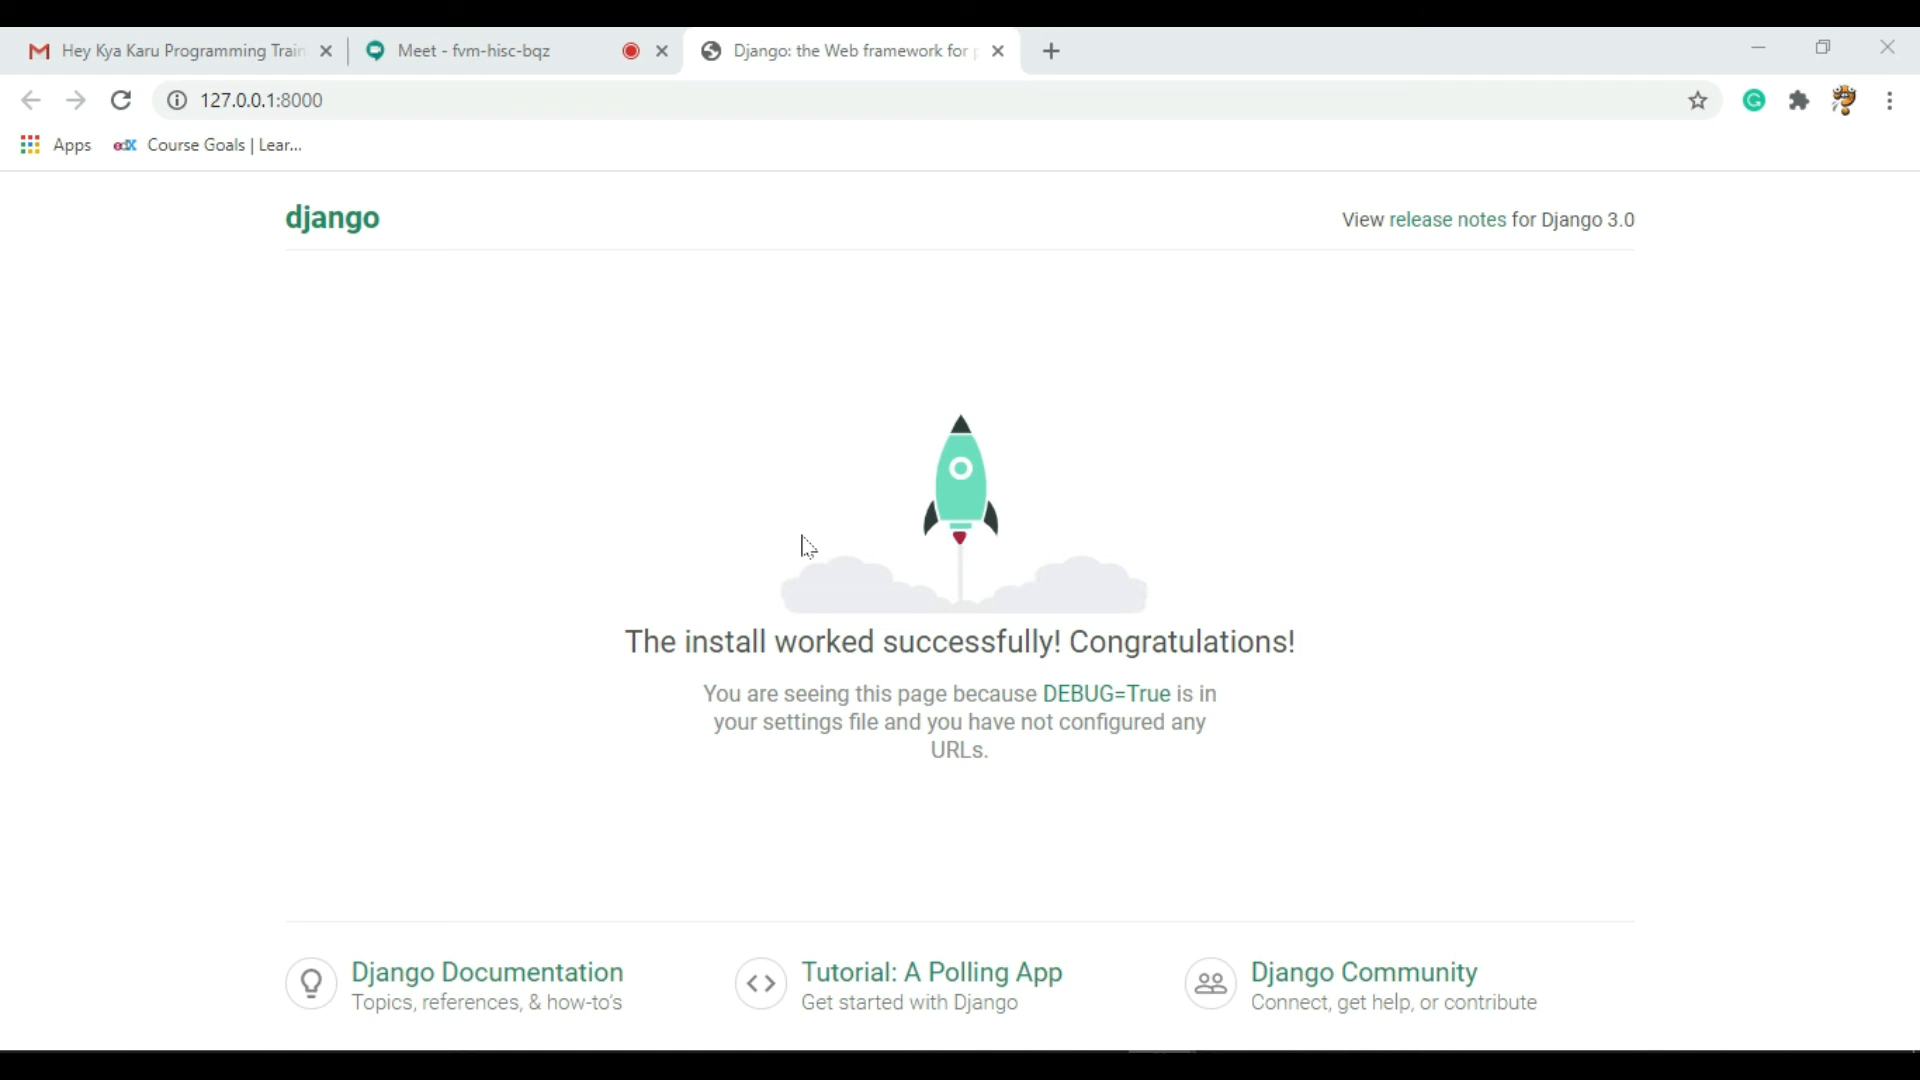 Hey Kya Karu Programming Train
Meet - fvm-hisc-bqz
Django: the Web framework for p
127.0.0.1:8000
Apps
edX Course Goals | Lear...
django
View release notes for Django 3.0
The install worked successfully! Congratulations!
You are seeing this page because DEBUG=True is in
your settings file and you have not configured any
URLs.
Django Documentation
Topics, references, & how-to's
Tutorial: A Polling App
Get started with Django
Django Community
Connect, get help, or contribute